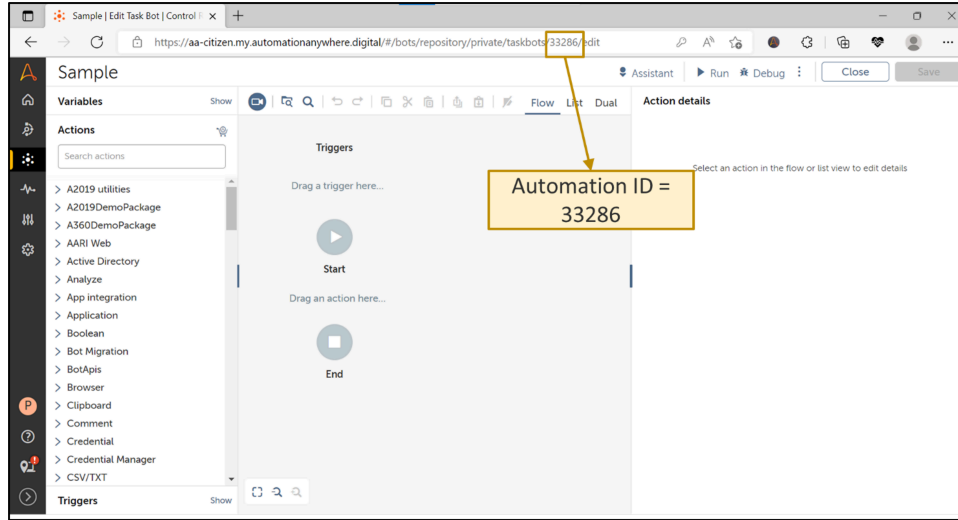 Sample | Edit Task Bot | Control R
https://aa-citizen.my.automationanywhere.digital/#/bots/repository/private/taskbots/33286/edit
Sample
Assistant
Run
Debug
Close
Save
Variables
Show
Flow
List
Dual
Action details
Actions
Search actions
Triggers
Select an action in the flow or list view to edit details
Drag a trigger here...
Automation ID =
33286
A2019 utilities
A2019DemoPackage
A360DemoPackage
AARI Web
Active Directory
Analyze
App integration
Application
Boolean
Bot Migration
BotApis
Browser
Clipboard
Comment
Credential
Credential Manager
CSV/TXT
Start
Drag an action here...
End
P
Triggers
Show